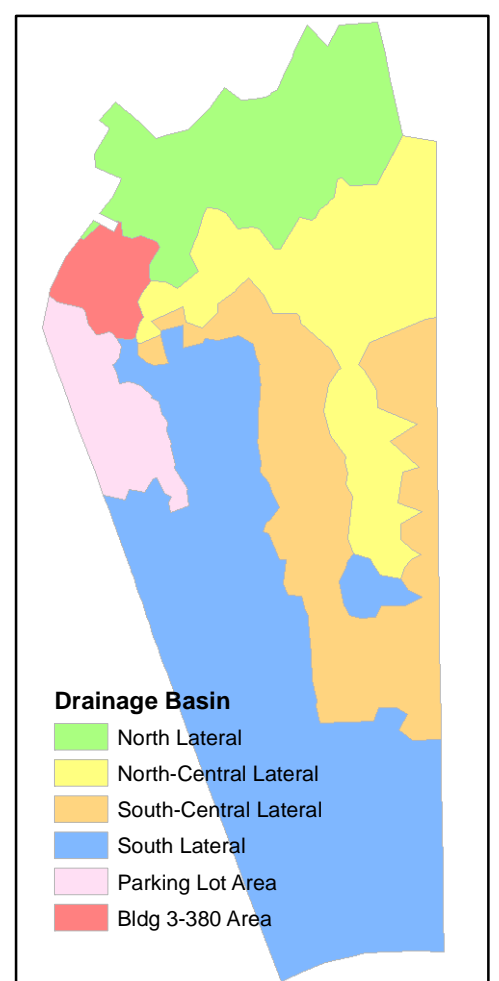 Drainage Basin
North Lateral
North-Central Lateral
South-Central Lateral
South Lateral
Parking Lot Area
Bldg 3-380 Area